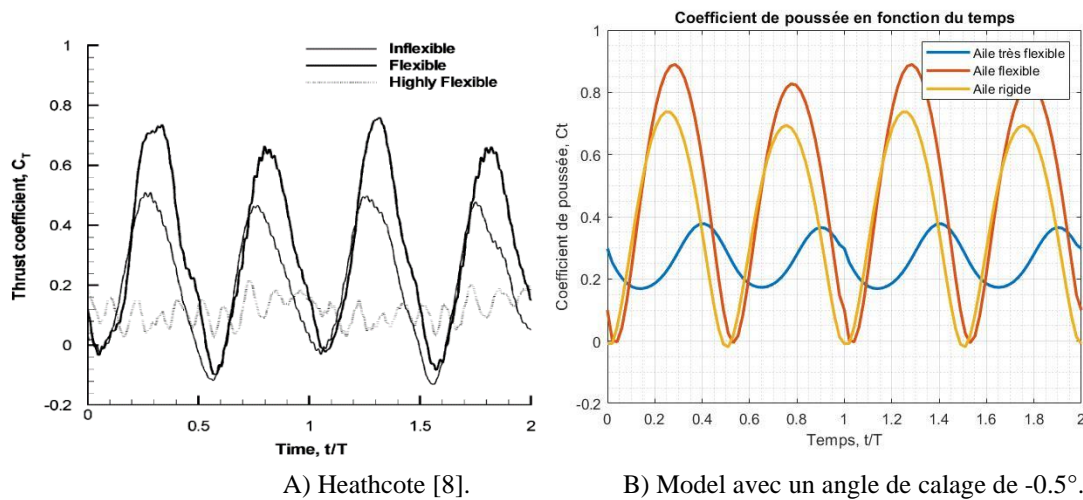 Inflexible
Flexible
Highly Flexible
Thrust coefficient, C_T
1
0.8
0.6
0.4
0.2
0
-0.2
0
0.5
1
1.5
2
Time, t/T
A) Heathcote [8].
Coefficient de poussée en fonction du temps
Aile très flexible
Aile flexible
Aile rigide
Coefficient de poussée, Ct
1
0.8
0.6
0.4
0.2
0
-0.2
0
0.2
0.4
0.6
0.8
1
1.2
1.4
1.6
1.8
2
Temps, t/T
B) Model avec un angle de calage de -0.5°.